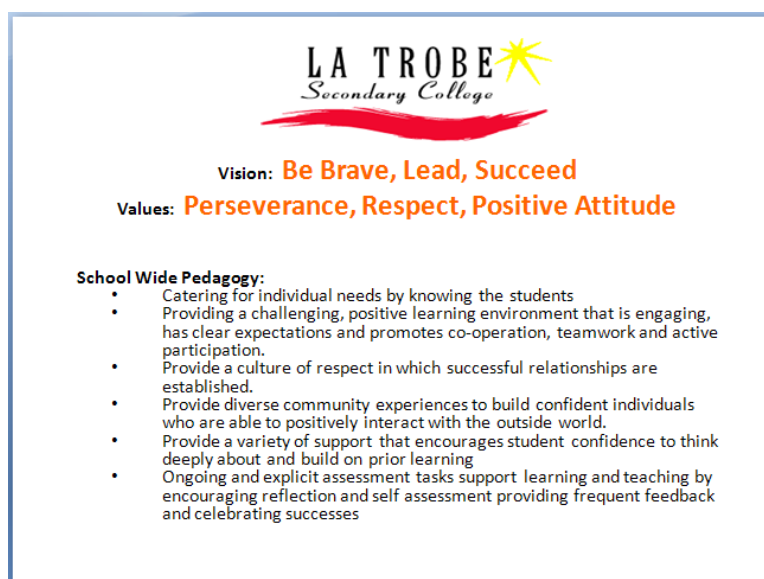 LA TROBE
Secondary College
Vision: Be Brave, Lead, Succeed
Values: Perseverance, Respect, Positive Attitude
School Wide Pedagogy:
• Catering for individual needs by knowing the students
• Providing a challenging, positive learning environment that is engaging,
has clear expectations and promotes co-operation, teamwork and active
participation.
• Provide a culture of respect in which successful relationships are
established.
• Provide diverse community experiences to build confident individuals
who are able to positively interact with the outside world.
• Provide a variety of support that encourages student confidence to think
deeply about and build on prior learning
• Ongoing and explicit assessment tasks support learning and teaching by
encouraging reflection and self assessment providing frequent feedback
and celebrating successes